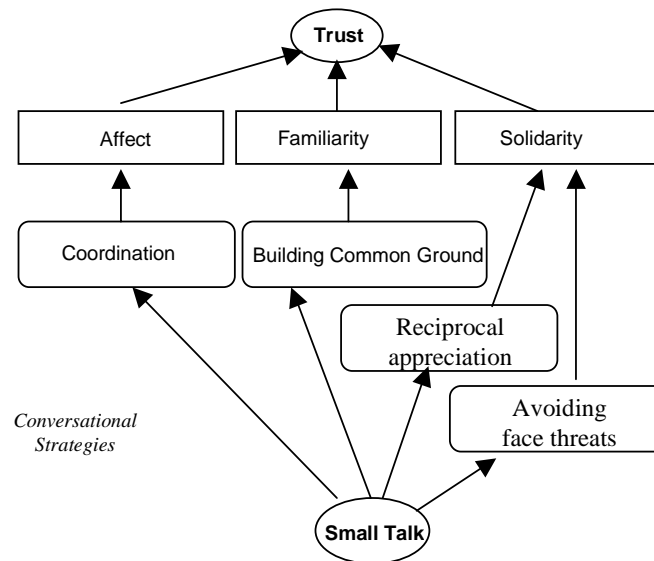 Trust
Affect
Familiarity
Solidarity
Coordination
Building Common Ground
Reciprocal
appreciation
Avoiding
face threats
Conversational
Strategies
Small Talk